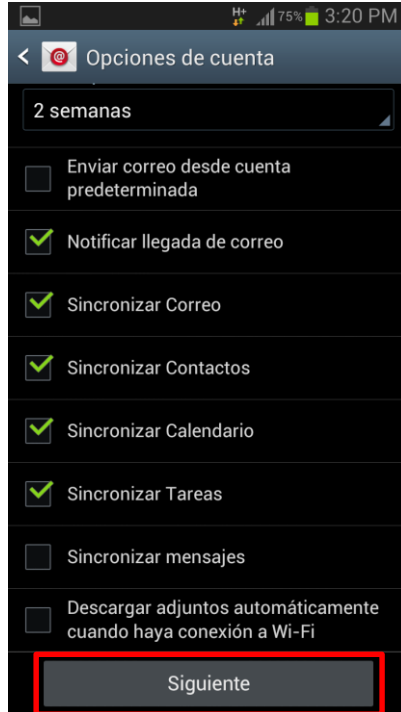 H+ 75% 3:20 PM
Opciones de cuenta
2 semanas
Enviar correo desde cuenta
predeterminada
Notificar llegada de correo
Sincronizar Correo
Sincronizar Contactos
Sincronizar Calendario
Sincronizar Tareas
Sincronizar mensajes
Descargar adjuntos automáticamente
cuando haya conexión a Wi-Fi
Siguiente